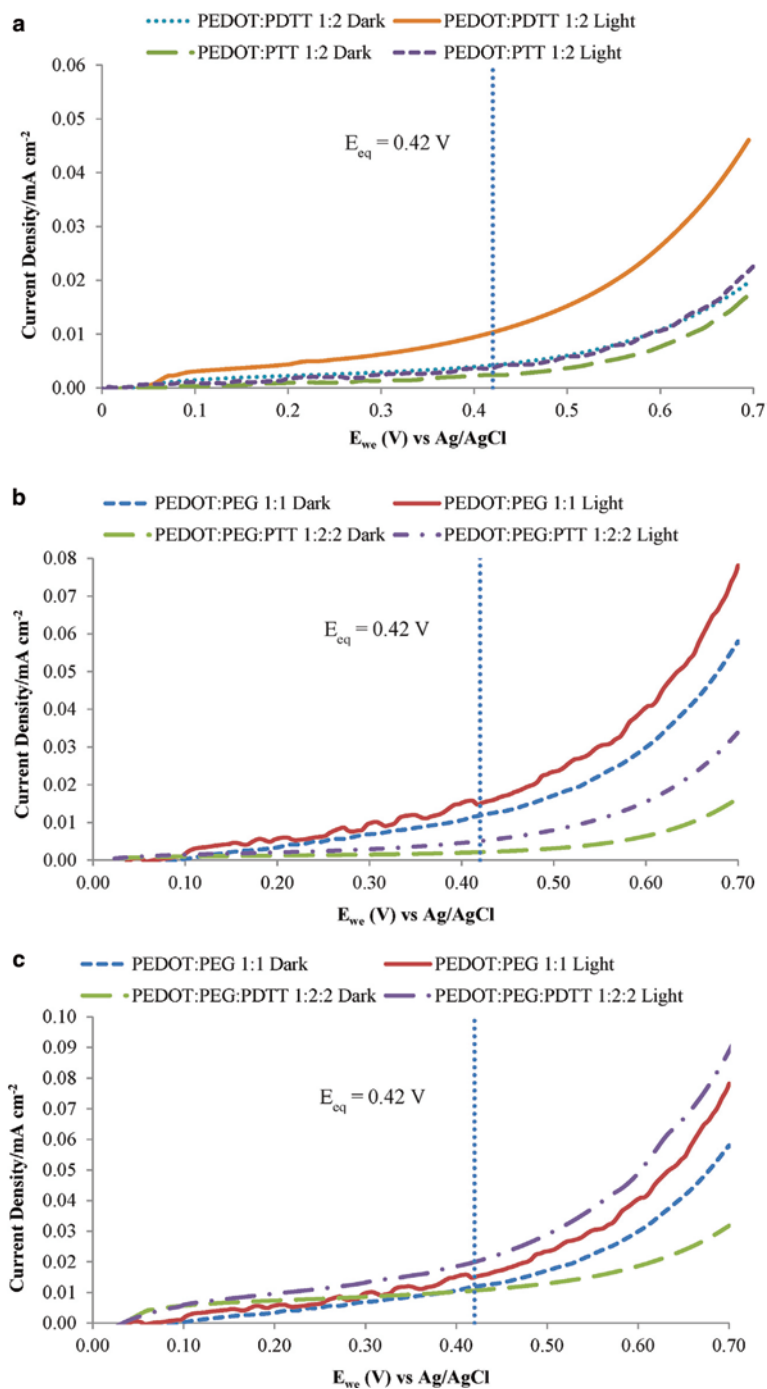 a
PEDOT:PDTT 1:2 Dark PEDOT:PDTT 1:2 Light
PEDOT:PTT 1:2 Dark PEDOT:PTT 1:2 Light
0.06
0.05
0.04
0.03
0.02
0.01
0.00
Current Density/mA cm-2
Eeq = 0.42 V
0 0.1 0.2 0.3 0.4 0.5 0.6 0.7
Ewe (V) vs Ag/AgCl
b
PEDOT:PEG 1:1 Dark PEDOT:PEG 1:1 Light
PEDOT:PEG:PTT 1:2:2 Dark PEDOT:PEG:PTT 1:2:2 Light
0.08
0.07
0.06
0.05
0.04
0.03
0.02
0.01
0.00
Current Density/mA cm-2
Eeq = 0.42 V
0.00 0.10 0.20 0.30 0.40 0.50 0.60 0.70
Ewe (V) vs Ag/AgCl
c
PEDOT:PEG 1:1 Dark PEDOT:PEG 1:1 Light
PEDOT:PEG:PDTT 1:2:2 Dark PEDOT:PEG:PDTT 1:2:2 Light
0.10
0.09
0.08
0.07
0.06
0.05
0.04
0.03
0.02
0.01
0.00
Current Density/mA cm-2
Eeq = 0.42 V
0.00 0.10 0.20 0.30 0.40 0.50 0.60 0.70
Ewe (V) vs Ag/AgCl